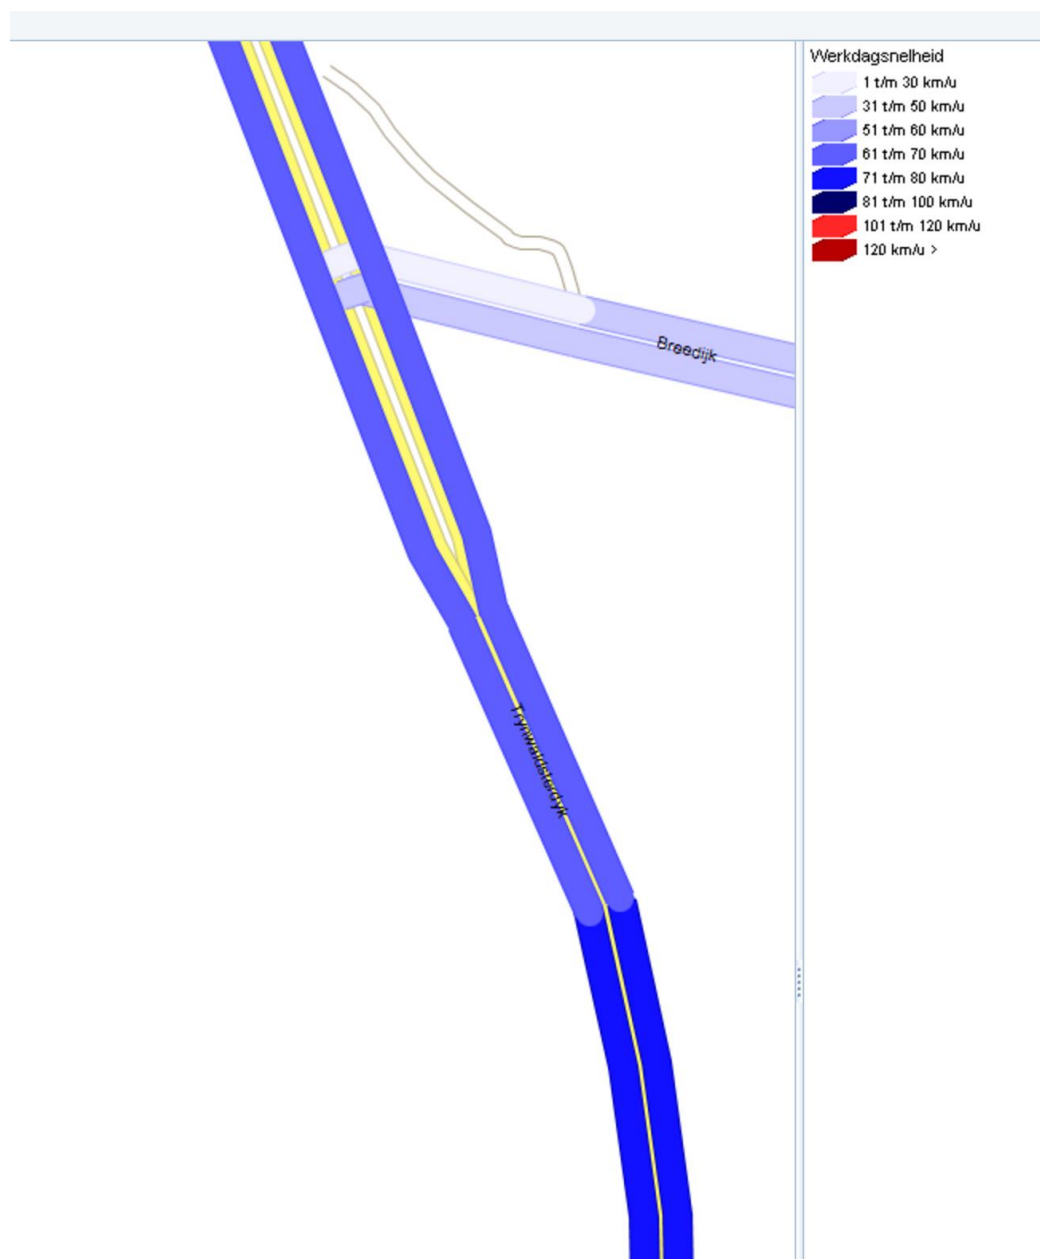 Werkdagsnelheid
1 t/m 30 km/u
31 t/m 50 km/u
51 t/m 60 km/u
61 t/m 70 km/u
71 t/m 80 km/u
81 t/m 100 km/u
101 t/m 120 km/u
120 km/u >
Breedijk
Trynwaldsterdyk